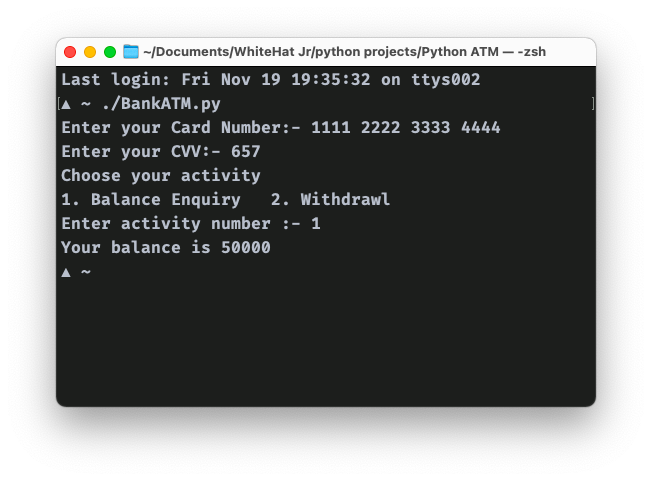 ~/Documents/WhiteHat Jr/python projects/Python ATM — -zsh
Last login: Fri Nov 19 19:35:32 on ttys002
[▲ ~ ./BankATM.py ]
Enter your Card Number:- 1111 2222 3333 4444
Enter your CVV:- 657
Choose your activity
1. Balance Enquiry   2. Withdrawl
Enter activity number :- 1
Your balance is 50000
▲ ~